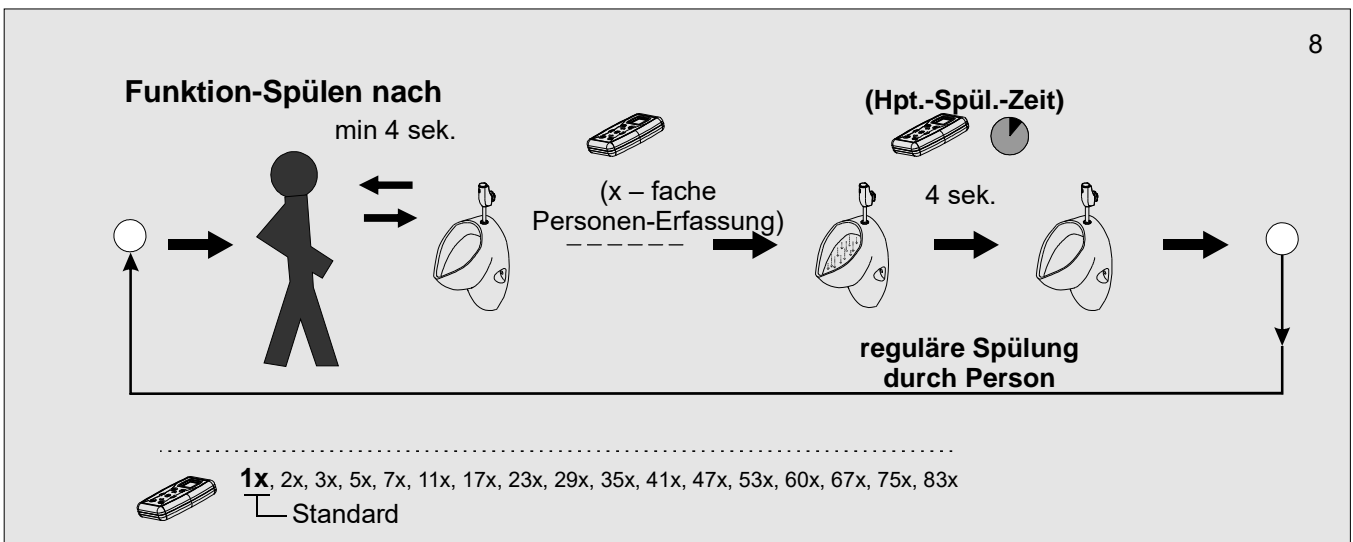 8
Funktion-Spülen nach
min 4 sek.
(Hpt.-Spül.-Zeit)
(x – fache
Personen-Erfassung)
4 sek.
reguläre Spülung
durch Person
1x, 2x, 3x, 5x, 7x, 11x, 17x, 23x, 29x, 35x, 41x, 47x, 53x, 60x, 67x, 75x, 83x
Standard